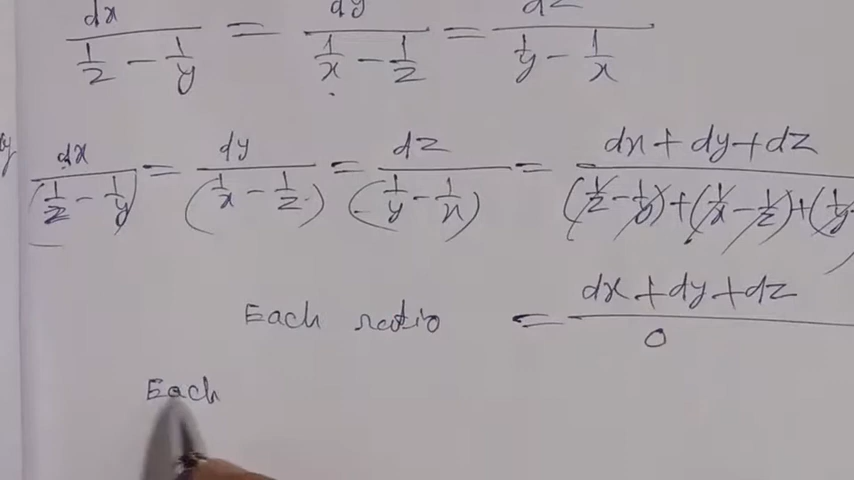 dx/(1/z - 1/y) = dy/(1/x - 1/z) = dz/(1/y - 1/x)
dx/(1/z - 1/y) = dy/(1/x - 1/z) = dz/(1/y - 1/x) = dx+dy+dz/(1/z - 1/y)+(1/x - 1/z)+(1/y-
Each ratio = dx+dy+dz/0
Each